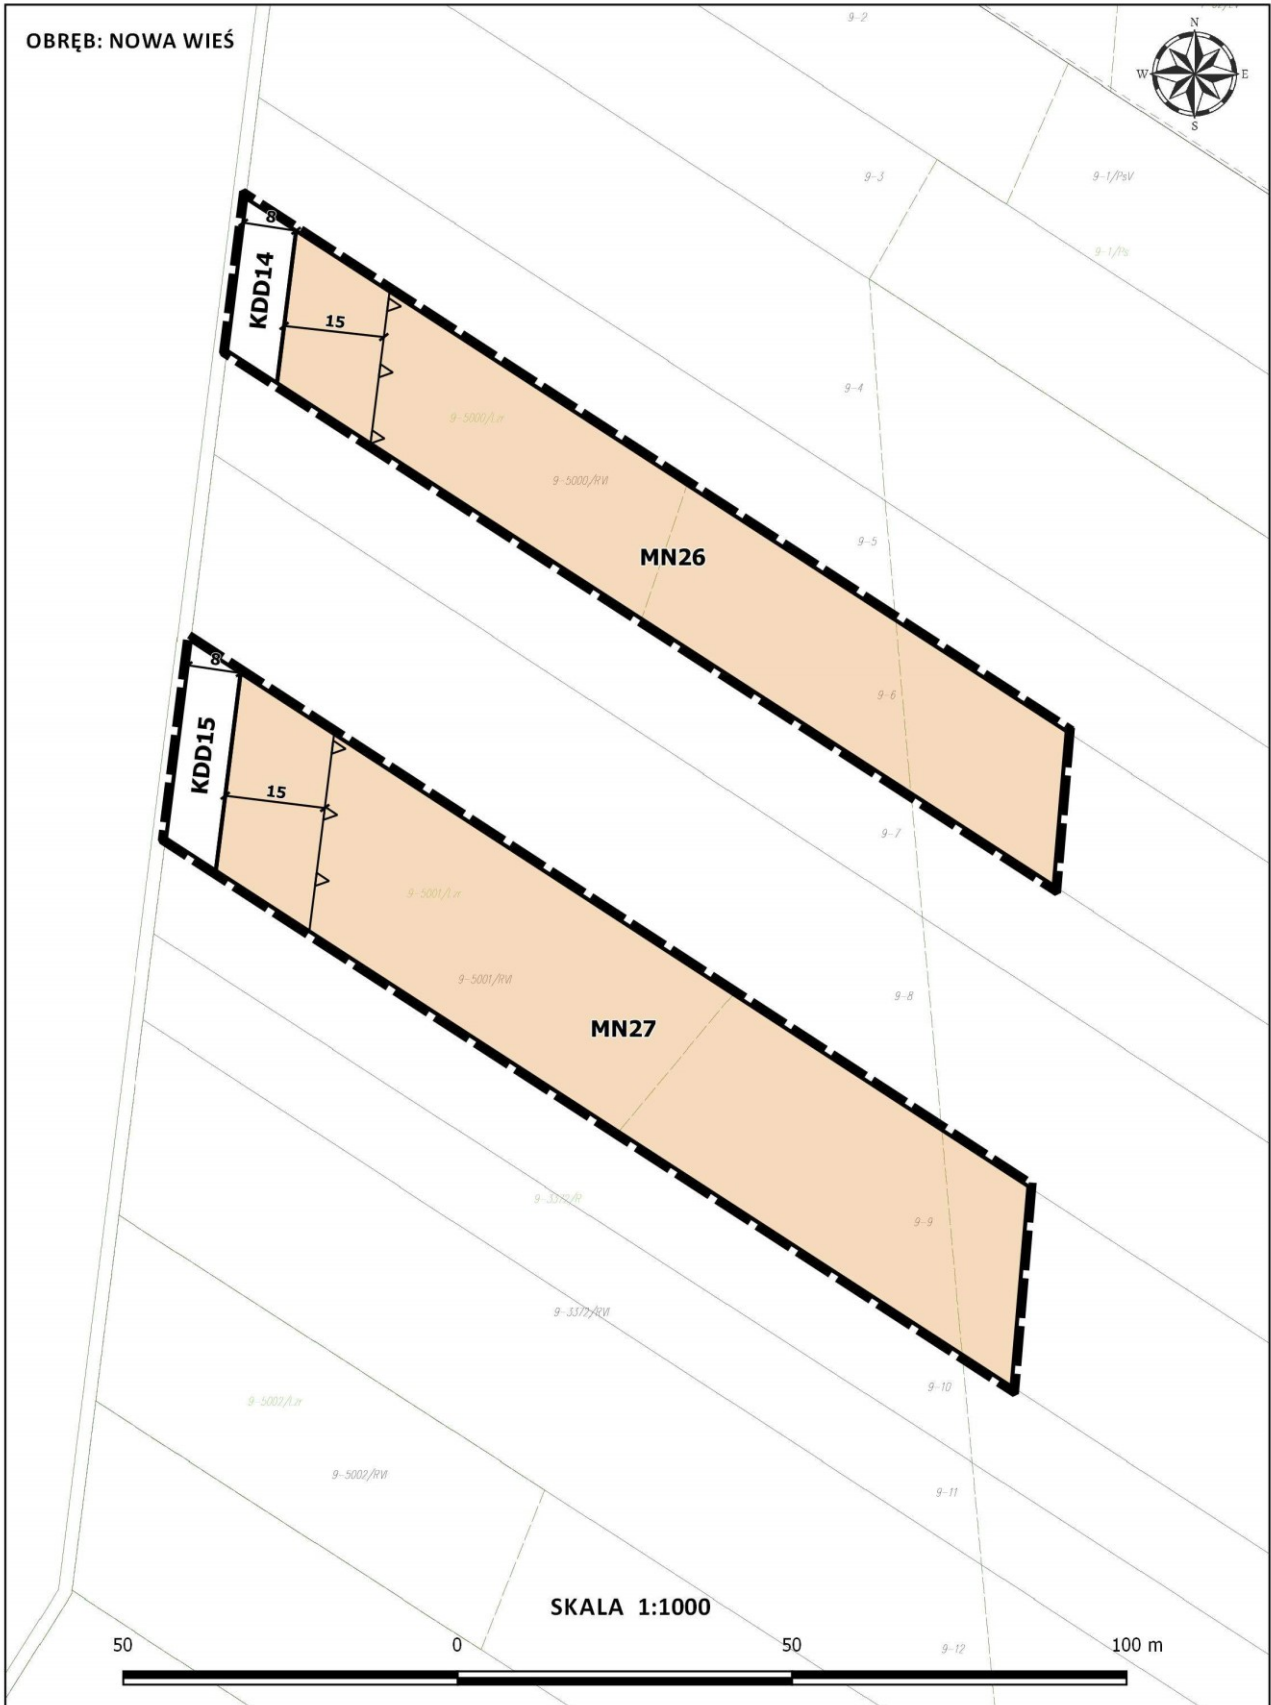 OBRĘB: NOWA WIEŚ
9-2
N
W
E
S
9-3
9-1/PsV
9-1/Ps
8
KDD14
15
9-4
9-5000/Lzr
9-5000/RVI
9-5
MN26
9-6
8
KDD15
15
9-7
9-5001/Lzr
9-5001/RVI
9-8
MN27
9-3372/R
9-9
9-3372/RVI
9-10
9-5002/Lzr
9-5002/RVI
9-11
SKALA 1:1000
50
0
50
100 m
9-12